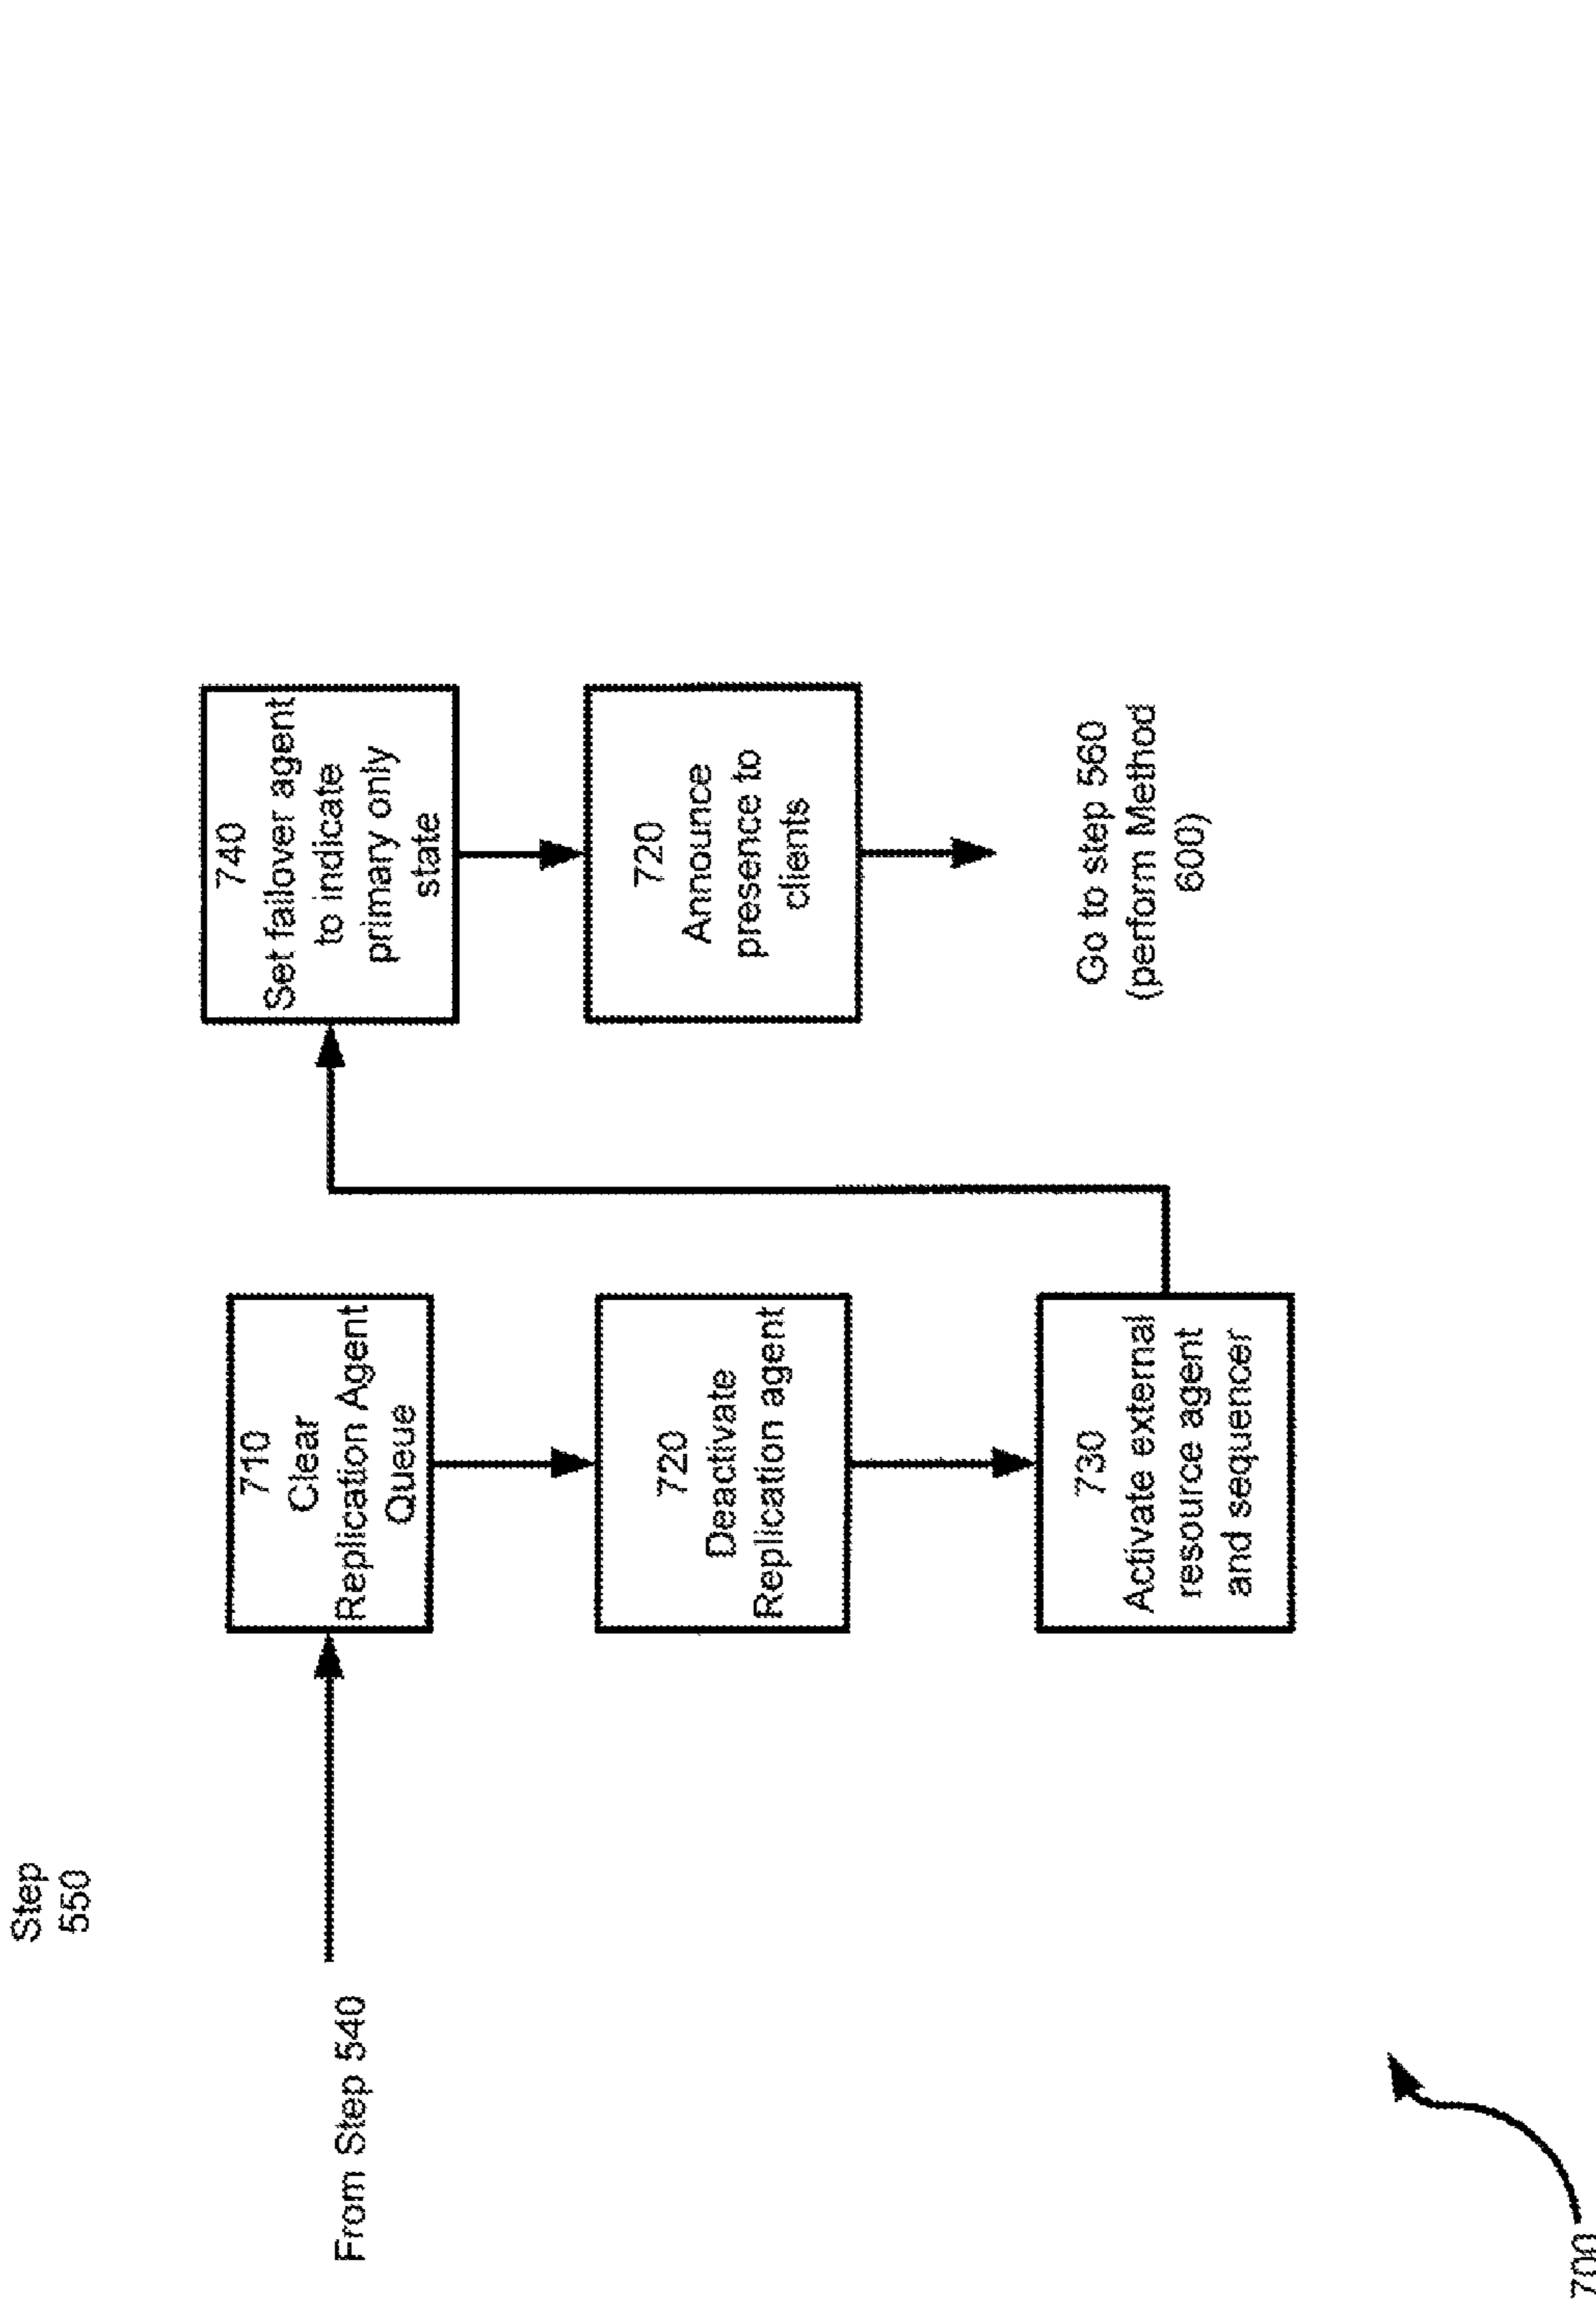 Step
550
From Step 540
710
Clear
Replication Agent
Queue
720
Deactivate
Replication agent
730
Activate external
resource agent
and sequencer
740
Set failover agent
to indicate
primary only
state
720
Announce
presence to
clients
Go to step 560
(perform Method
600)
700